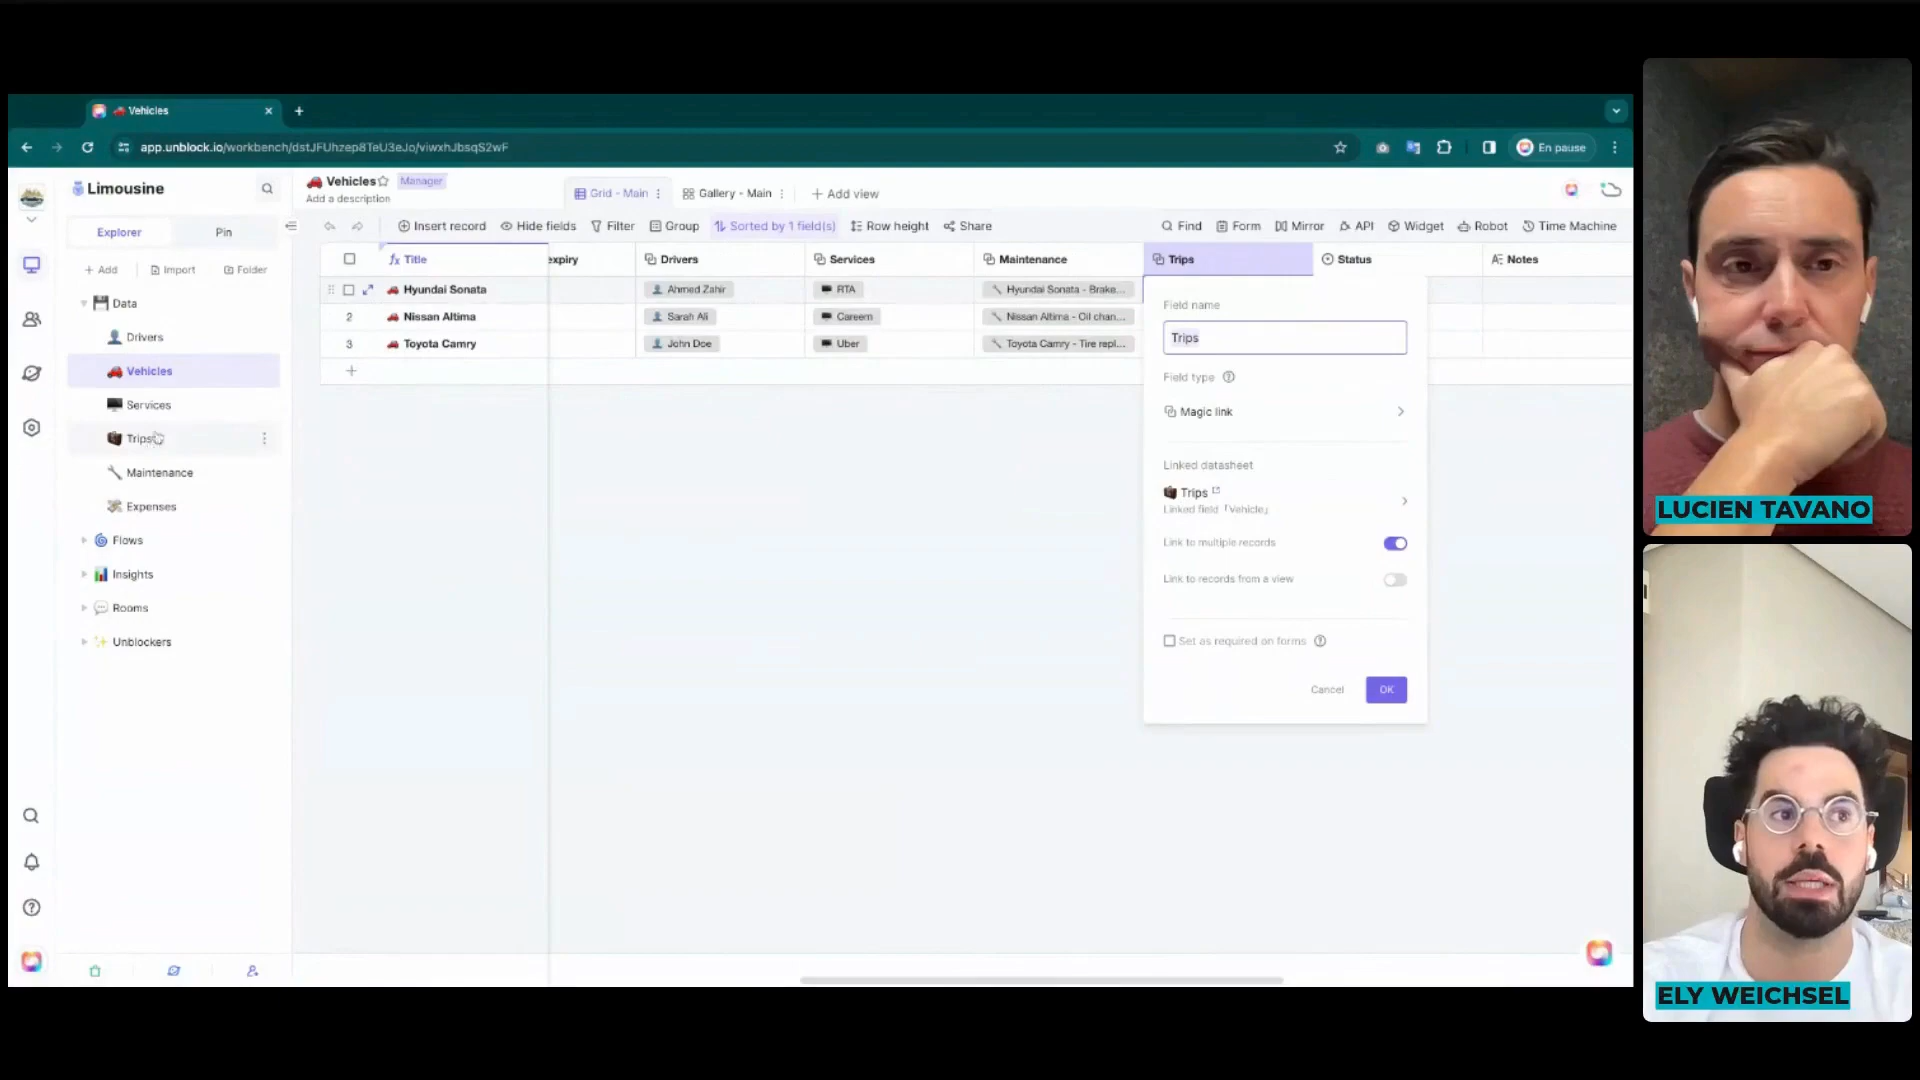 Vehicles
app.unblock.io/workbench/dstJFUhzep8TeU3eJo/viwxhJbsqS2wF
En pause
Limousine
Explorer
Pin
Add
Import
Folder
Data
Drivers
Vehicles
Services
Trips
Maintenance
Expenses
Flows
Insights
Rooms
Unblockers
Vehicles
Manager
Add a description
Grid - Main
Gallery - Main
Add view
Insert record
Hide fields
Filter
Group
Sorted by 1 field(s)
Row height
Share
Find
Form
Mirror
API
Widget
Robot
Time Machine
Title
expiry
Drivers
Services
Maintenance
Trips
Status
Notes
Hyundai Sonata
Ahmed Zahir
RTA
Hyundai Sonata - Brake...
2
Nissan Altima
Sarah Ali
Careem
Nissan Altima - Oil chan...
3
Toyota Camry
John Doe
Uber
Toyota Camry - Tire repl...
Field name
Trips
Field type
Magic link
Linked datasheet
Trips
Linked field「Vehicle」
Link to multiple records
Link to records from a view
Set as required on forms
Cancel
OK
LUCIEN TAVANO
ELY WEICHSEL